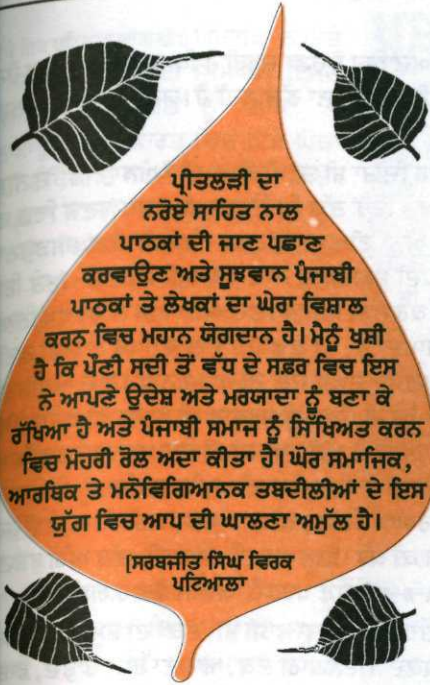 ਪ੍ਰੀਤਲੜੀ ਦਾ
ਨਰੋਏ ਸਾਹਿਤ ਨਾਲ
ਪਾਠਕਾਂ ਦੀ ਜਾਣ ਪਛਾਣ
ਕਰਵਾਉਣ ਅਤੇ ਸੂਝਵਾਨ ਪੰਜਾਬੀ
ਪਾਠਕਾਂ ਤੇ ਲੇਖਕਾਂ ਦਾ ਘੇਰਾ ਵਿਸ਼ਾਲ
ਕਰਨ ਵਿਚ ਮਹਾਨ ਯੋਗਦਾਨ ਹੈ। ਮੈਨੂੰ ਖੁਸ਼ੀ
ਹੈ ਕਿ ਪੌਣੀ ਸਦੀ ਤੋਂ ਵੱਧ ਦੇ ਸਫ਼ਰ ਵਿਚ ਇਸ
ਨੇ ਆਪਣੇ ਉਦੇਸ਼ ਅਤੇ ਮਰਯਾਦਾ ਨੂੰ ਬਣਾ ਕੇ
ਰੱਖਿਆ ਹੈ ਅਤੇ ਪੰਜਾਬੀ ਸਮਾਜ ਨੂੰ ਸਿੱਖਿਅਤ ਕਰਨ
ਵਿਚ ਮੋਹਰੀ ਰੋਲ ਅਦਾ ਕੀਤਾ ਹੈ। ਘੋਰ ਸਮਾਜਿਕ,
ਆਰਥਿਕ ਤੇ ਮਨੋਵਿਗਿਆਨਕ ਤਬਦੀਲੀਆਂ ਦੇ ਇਸ
ਯੁੱਗ ਵਿਚ ਆਪ ਦੀ ਘਾਲਣਾ ਅਮੁੱਲ ਹੈ।
[ਸਰਬਜੀਤ ਸਿੰਘ ਵਿਰਕ
ਪਟਿਆਲਾ